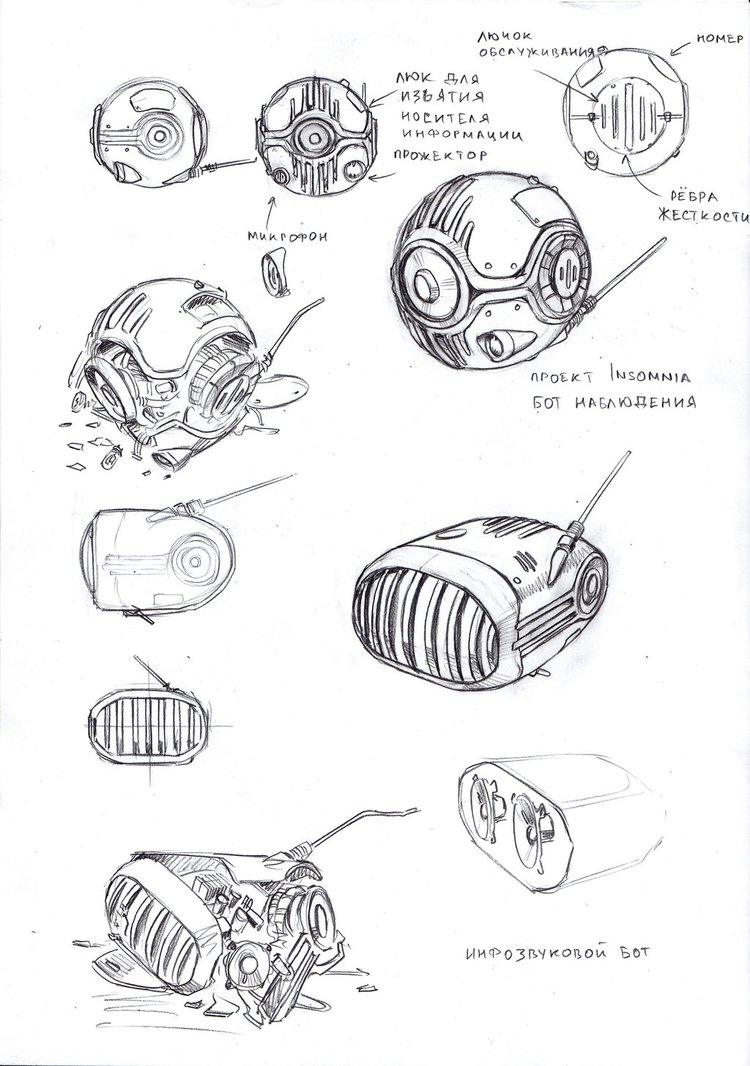 ЛЮЧОК
ОБСЛУЖИВАНИЯ
НОМЕР
ЛЮК ДЛЯ
ИЗЪЯТИЯ
НОСИТЕЛЯ
ИНФОРМАЦИИ
ПРОЖЕКТОР
РЁБРА
ЖЕСТКОСТИ
МИКРОФОН
ПРОЕКТ INSOMNIA
БОТ НАБЛЮДЕНИЯ
ИНФОЗВУКОВОЙ БОТ